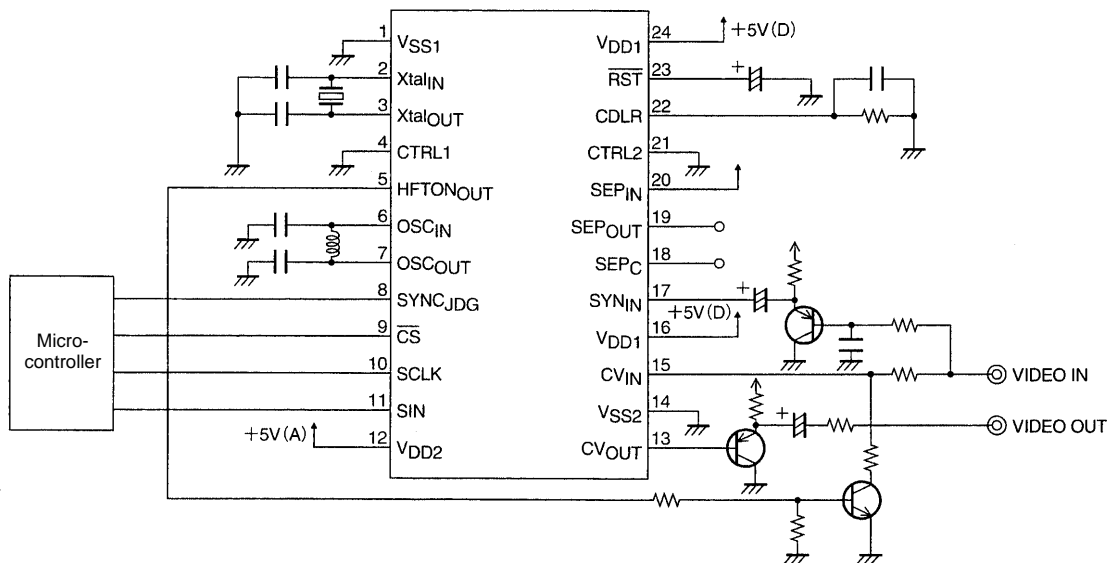 1 VSS1
2 XtalIN
3 XtalOUT
4 CTRL1
5 HFTONOUT
6 OSCIN
7 OSCOUT
8 SYNCJDG
9 CS
10 SCLK
11 SIN
12 VDD2
+5V(A)
Micro-
controller
24 VDD1
+5V(D)
23 RST
+
22 CDLR
21 CTRL2
20 SEPIN
19 SEPOUT
18 SEPC
17 SYNIN
+
+5V(D)
16 VDD1
15 CVIN
VIDEO IN
14 VSS2
+
VIDEO OUT
13 CVOUT